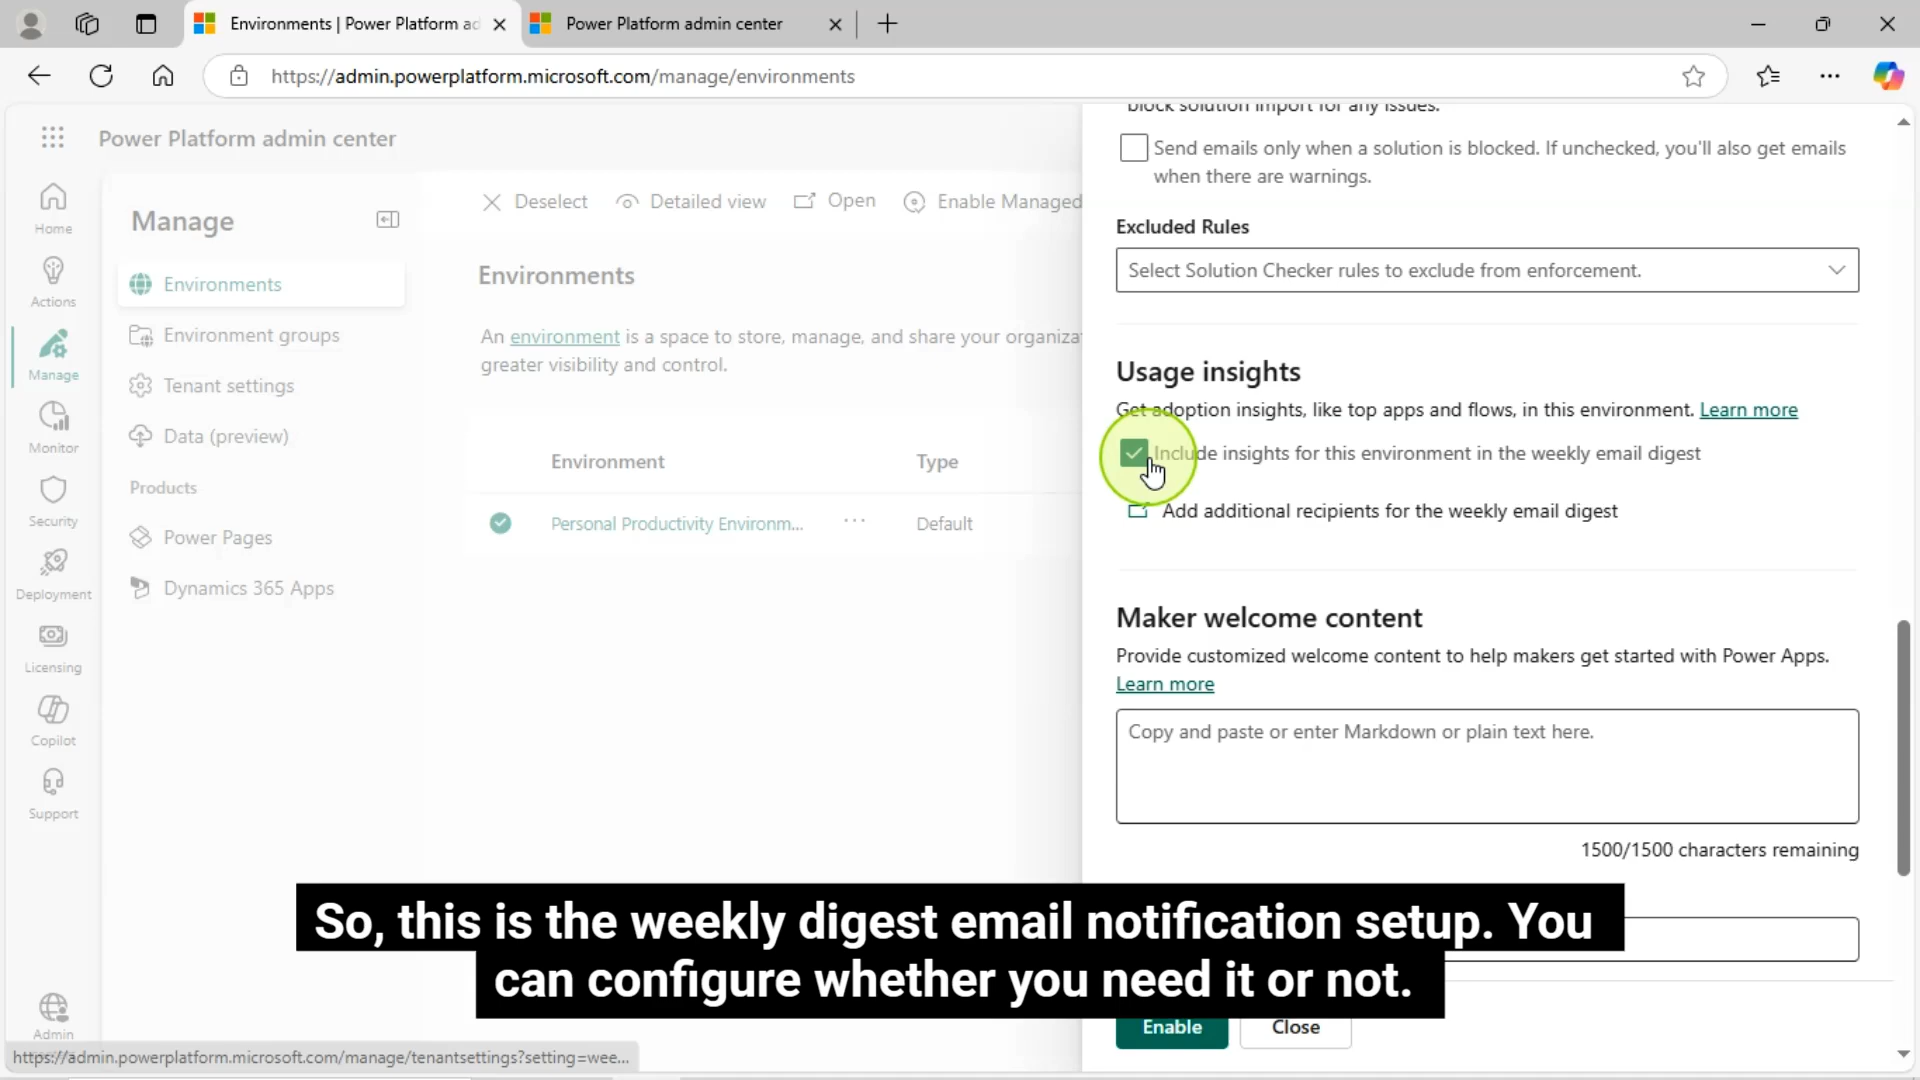 Environments | Power Platform ad
Power Platform admin center
https://admin.powerplatform.microsoft.com/manage/environments
Power Platform admin center
Home
Actions
Manage
Monitor
Security
Deployment
Licensing
Copilot
Support
Admin
Manage
Environments
Environment groups
Tenant settings
Data (preview)
Products
Power Pages
Dynamics 365 Apps
Deselect
Detailed view
Open
Enable Managed
Environments
An environment is a space to store, manage, and share your organiza
greater visibility and control.
Environment Type
Personal Productivity Environm... Default
block solution import for any issues.
Send emails only when a solution is blocked. If unchecked, you'll also get emails
when there are warnings.
Excluded Rules
Select Solution Checker rules to exclude from enforcement.
Usage insights
Get adoption insights, like top apps and flows, in this environment. Learn more
Include insights for this environment in the weekly email digest
Add additional recipients for the weekly email digest
Maker welcome content
Provide customized welcome content to help makers get started with Power Apps.
Learn more
Copy and paste or enter Markdown or plain text here.
1500/1500 characters remaining
So, this is the weekly digest email notification setup. You
can configure whether you need it or not.
Enable
Close
https://admin.powerplatform.microsoft.com/manage/tenantsettings?setting=wee...